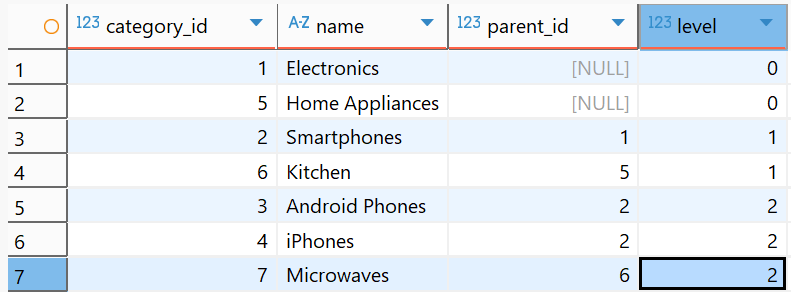 123 category_id A-Z name 123 parent_id 123 level
1 1 Electronics [NULL] 0
2 5 Home Appliances [NULL] 0
3 2 Smartphones 1 1
4 6 Kitchen 5 1
5 3 Android Phones 2 2
6 4 iPhones 2 2
7 7 Microwaves 6 2